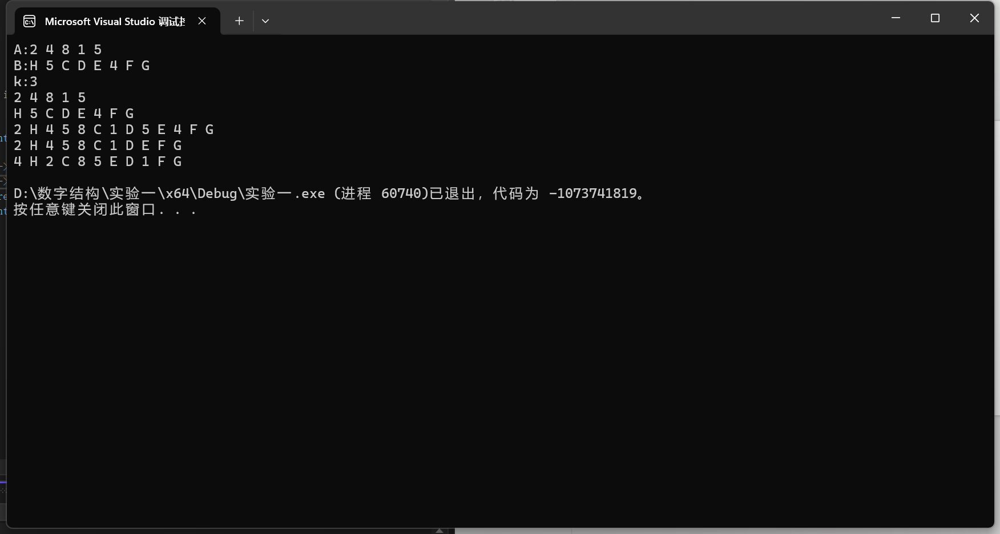 Microsoft Visual Studio 调试
A:2 4 8 1 5
B:H 5 C D E 4 F G
k:3
2 4 8 1 5
H 5 C D E 4 F G
2 H 4 5 8 C 1 D 5 E 4 F G
2 H 4 5 8 C 1 D E F G
4 H 2 C 8 5 E D 1 F G
D:\数字结构\实验一\x64\Debug\实验一.exe (进程 60740)已退出，代码为 -1073741819。
按任意键关闭此窗口. . .